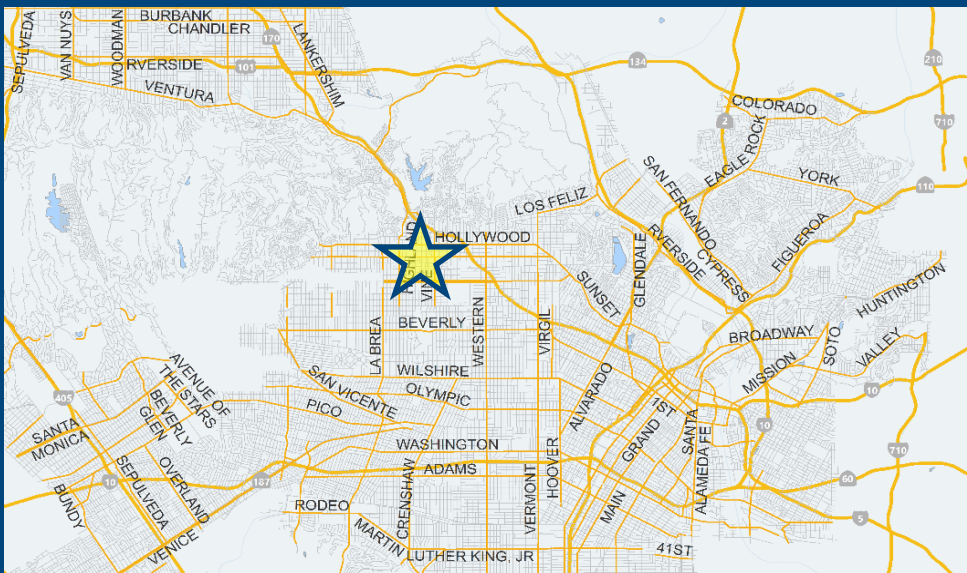 BURBANK
CHANDLER
SEPULVEDA
VAN NUYS
WOODMAN
170
LANKERSHIM
RVERSIDE
101
134
210
VENTURA
COLORADO
2
710
EAGLE ROCK
SAN FERNANDO
YORK
110
LOS FELIZ
HIGHLAND
HOLLYWOOD
RVERSIDE
CYPRESS
FIGUEROA
GLENDALE
VINE
SUNSET
HUNTINGTON
BEVERLY
WESTERN
VIRGIL
BROADWAY
SOTO
VALLEY
LA BREA
MISSION
AVENUE OF
THE STARS
WILSHIRE
SAN VICENTE
OLYMPIC
ALVARADO
10
405
BEVERLY
GLEN
PICO
1ST
GRAND
SANTA FE
ALAMEDA
10
SANTA
MONICA
WASHINGTON
HOOVER
710
ADAMS
SEPULVEDA
OVERLAND
10
187
60
BUNDY
CRENSHAW
VERMONT
MAIN
RODEO
5
VENICE
MARTIN
LUTHER KING, JR
41ST